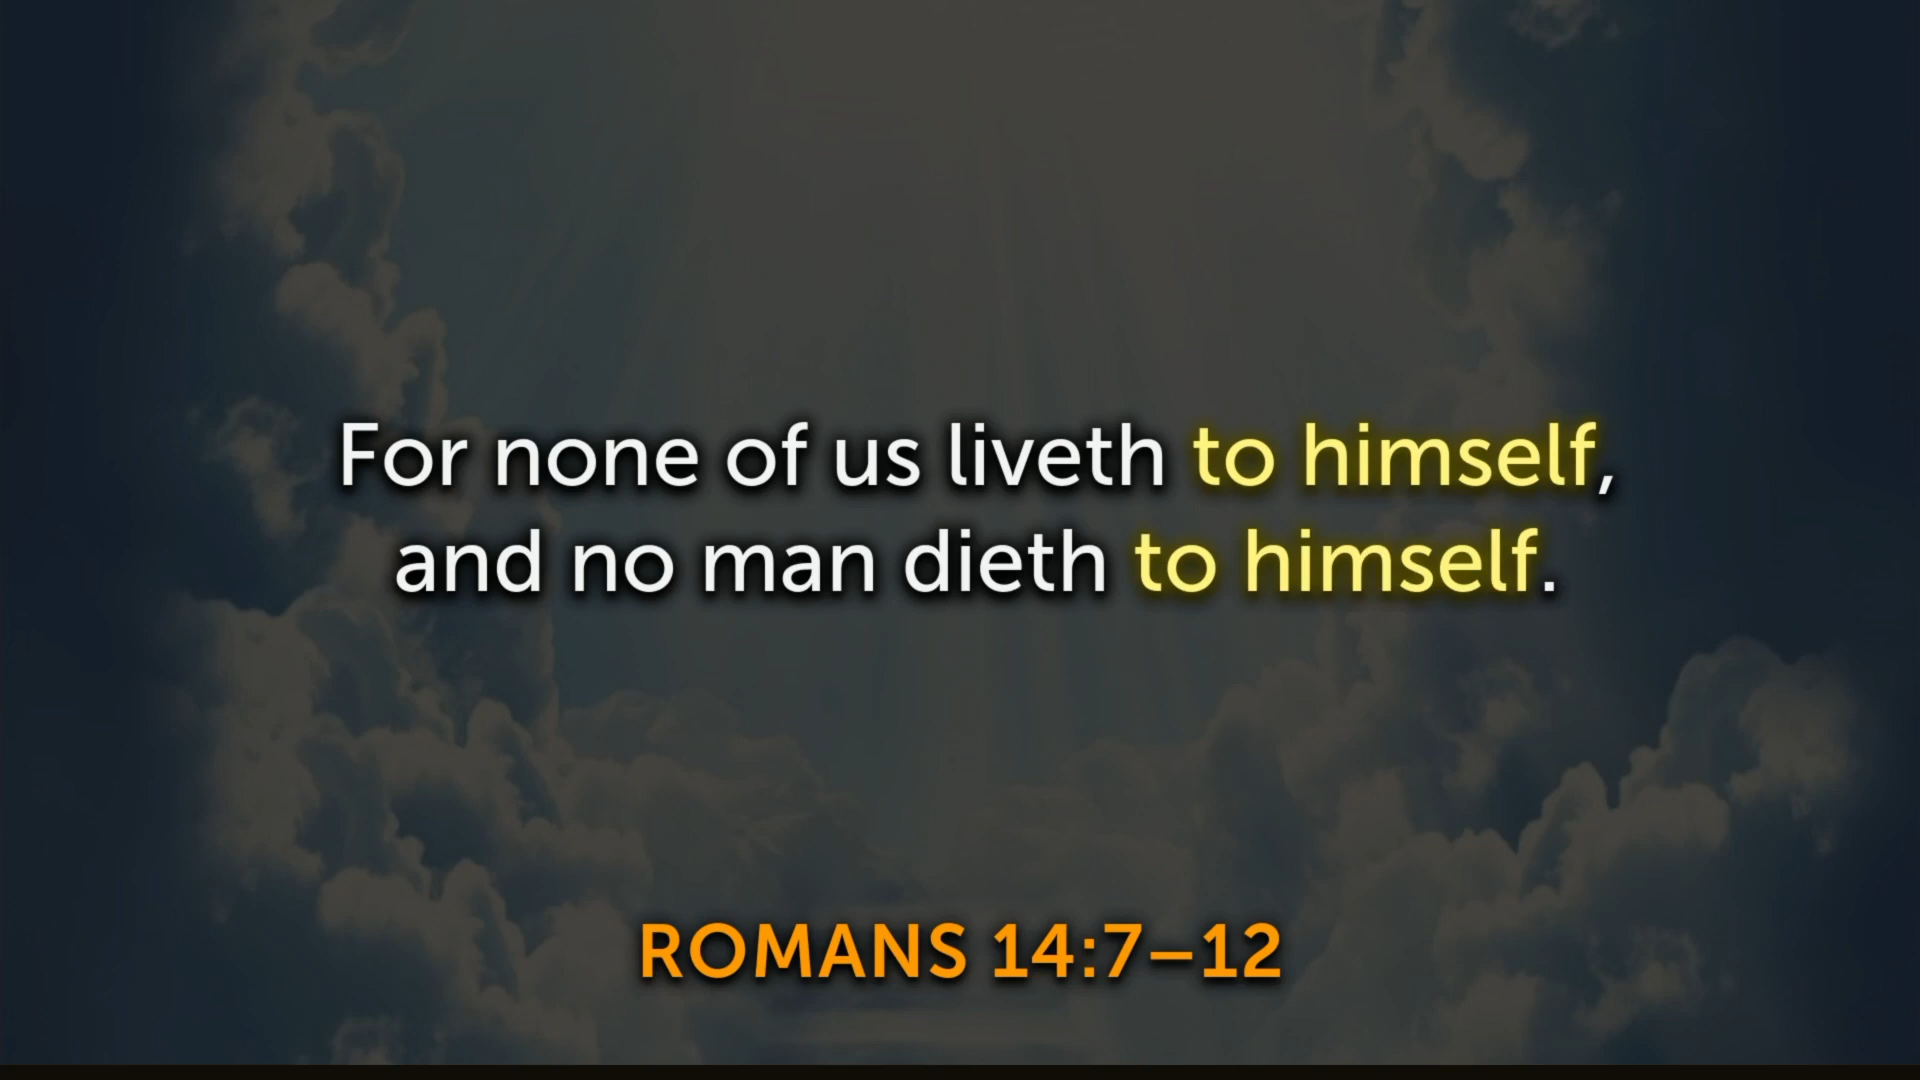 For none of us liveth to himself,
and no man dieth to himself.
ROMANS 14:7–12